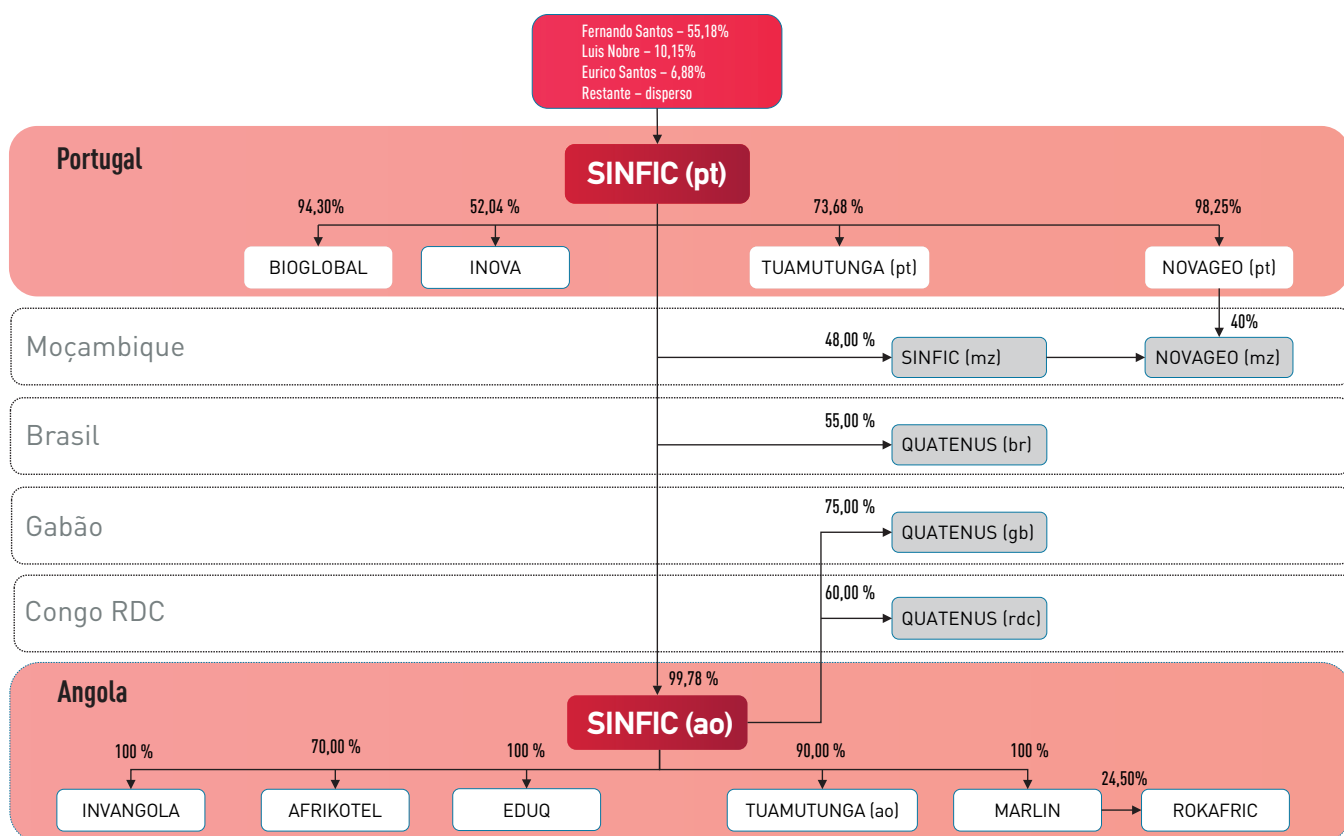 Fernando Santos – 55,18%
Luis Nobre – 10,15%
Eurico Santos – 6,88%
Restante – disperso
Portugal
SINFIC (pt)
94,30%
52,04 %
73,68 %
98,25%
BIOGLOBAL
INOVA
TUAMUTUNGA (pt)
NOVAGEO (pt)
40%
Moçambique
48,00 %
SINFIC (mz)
NOVAGEO (mz)
Brasil
55,00 %
QUATENUS (br)
Gabão
75,00 %
QUATENUS (gb)
Congo RDC
60,00 %
QUATENUS (rdc)
Angola
99,78 %
SINFIC (ao)
100 %
70,00 %
100 %
90,00 %
100 %
24,50%
INVANGOLA
AFRIKOTEL
EDUQ
TUAMUTUNGA (ao)
MARLIN
ROKAFRIC